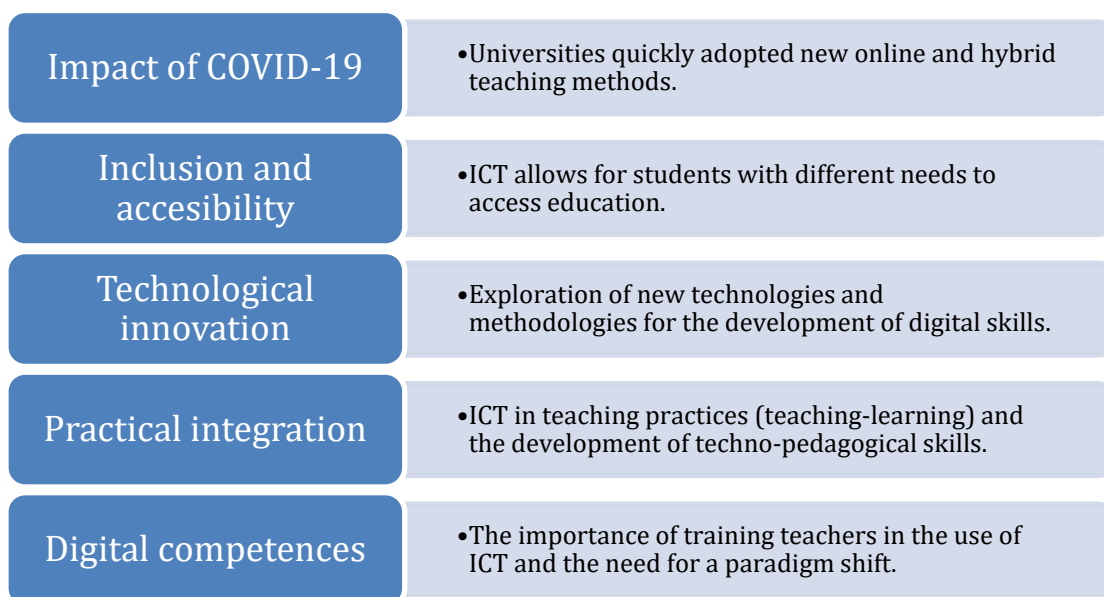 Impact of COVID-19
•Universities quickly adopted new online and hybrid
teaching methods.
Inclusion and
accesibility
•ICT allows for students with different needs to
access education.
Technological
innovation
•Exploration of new technologies and
methodologies for the development of digital skills.
Practical integration
•ICT in teaching practices (teaching-learning) and
the development of techno-pedagogical skills.
Digital competences
•The importance of training teachers in the use of
ICT and the need for a paradigm shift.